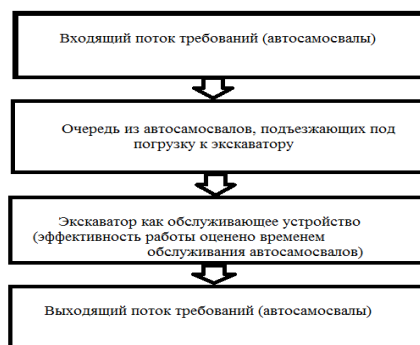 Входящий поток требований (автосамосвалы)
Очередь из автосамосвалов, подъезжающих под
погрузку к экскаватору
Экскаватор как обслуживающее устройство
(эффективность работы оценено временем
обслуживания автосамосвалов)
Выходящий поток требований (автосамосвалы)